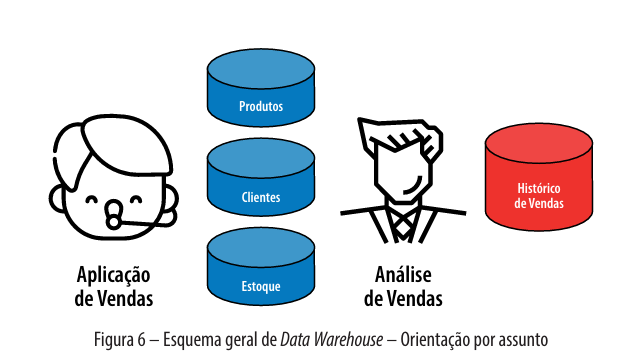 Produtos
Clientes
Estoque
Aplicação
de Vendas
Análise
de Vendas
Histórico
de Vendas
Figura 6 – Esquema geral de Data Warehouse – Orientação por assunto